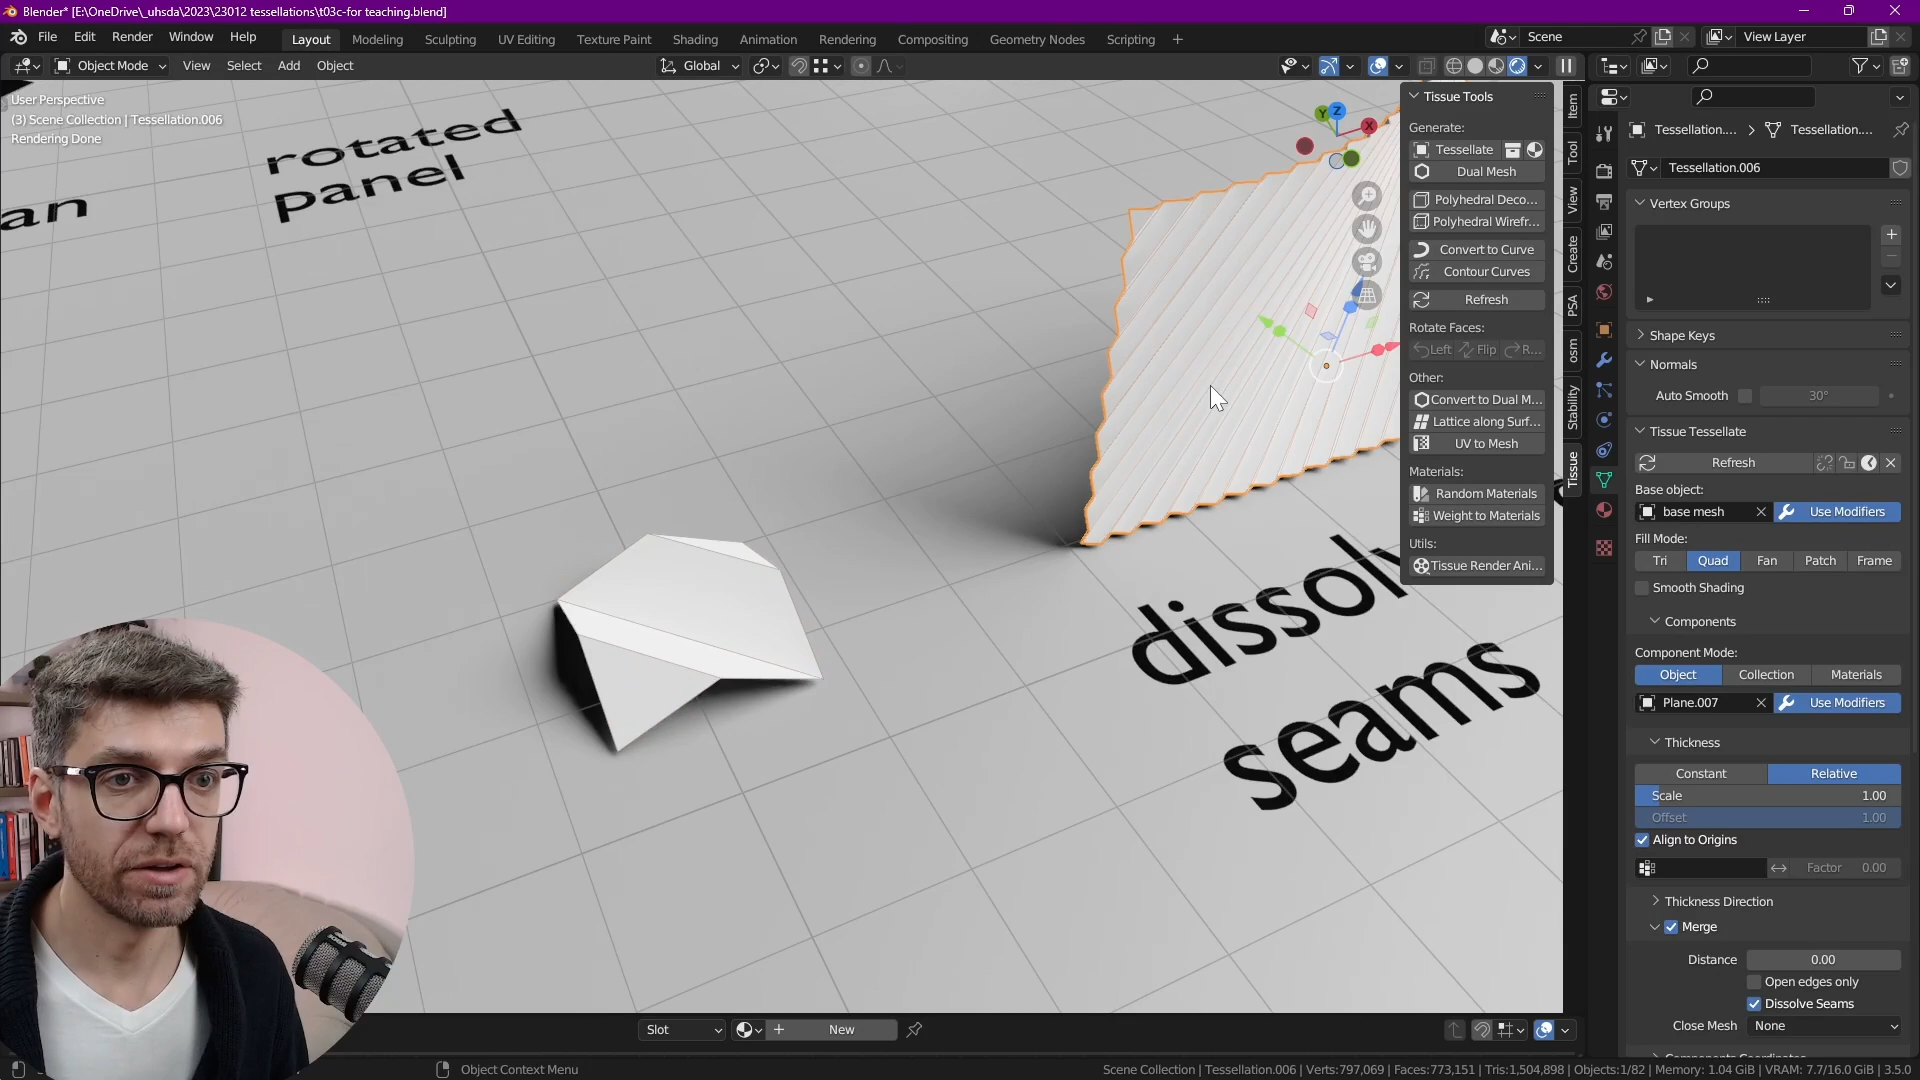 Blender* [E:\OneDrive\_uhsda\2023\23012 tessellations\t03c-for teaching.blend]
File Edit Render Window Help Layout Modeling Sculpting UV Editing Texture Paint Shading Animation Rendering Compositing Geometry Nodes Scripting + Scene View Layer
Object Mode View Select Add Object Global
User Perspective
(3) Scene Collection | Tessellation.006
Rendering Done
rotated
panel
an
dissolv
seams
Y Z X
Tissue Tools
Generate:
Tessellate
Dual Mesh
Polyhedral Deco...
Polyhedral Wirefr...
Convert to Curve
Contour Curves
Refresh
Rotate Faces:
Left Flip R...
Other:
Convert to Dual M...
Lattice along Surf...
UV to Mesh
Materials:
Random Materials
Weight to Materials
Utils:
Tissue Render Ani...
Item
Tool
View
Create
PSA
osm
Stability
Tissue
Tessellation.... Tessellation....
Tessellation.006
Vertex Groups
Shape Keys
Normals
Auto Smooth 30°
Tissue Tessellate
Refresh
Base object:
base mesh Use Modifiers
Fill Mode:
Tri Quad Fan Patch Frame
Smooth Shading
Components
Component Mode:
Object Collection Materials
Plane.007 Use Modifiers
Thickness
Constant Relative
Scale 1.00
Offset 1.00
Align to Origins
Factor 0.00
Thickness Direction
Merge
Distance 0.00
Open edges only
Dissolve Seams
Close Mesh None
Slot New
Object Context Menu
Scene Collection | Tessellation.006 | Verts:797,069 | Faces:773,151 | Tris:1,504,898 | Objects:1/82 | Memory: 1.04 GiB | VRAM: 7.7/16.0 GiB | 3.5.0